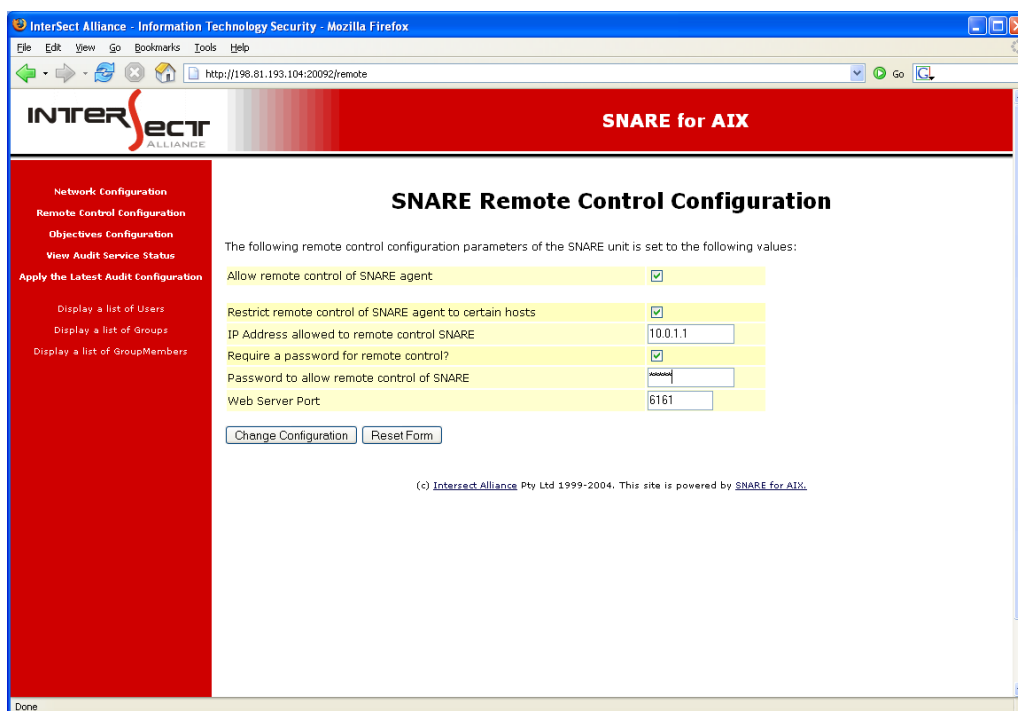 InterSect Alliance - Information Technology Security - Mozilla Firefox
File Edit View Go Bookmarks Tools Help
http://198.81.193.104:20092/remote
Go
G
INTERSECT
ALLIANCE
SNARE for AIX
Network Configuration
Remote Control Configuration
Objectives Configuration
View Audit Service Status
Apply the Latest Audit Configuration
Display a list of Users
Display a list of Groups
Display a list of GroupMembers
SNARE Remote Control Configuration
The following remote control configuration parameters of the SNARE unit is set to the following values:
Allow remote control of SNARE agent
Restrict remote control of SNARE agent to certain hosts
IP Address allowed to remote control SNARE 10.0.1.1
Require a password for remote control?
Password to allow remote control of SNARE *****
Web Server Port 6161
Change Configuration Reset Form
(c) Intersect Alliance Pty Ltd 1999-2004. This site is powered by SNARE for AIX.
Done